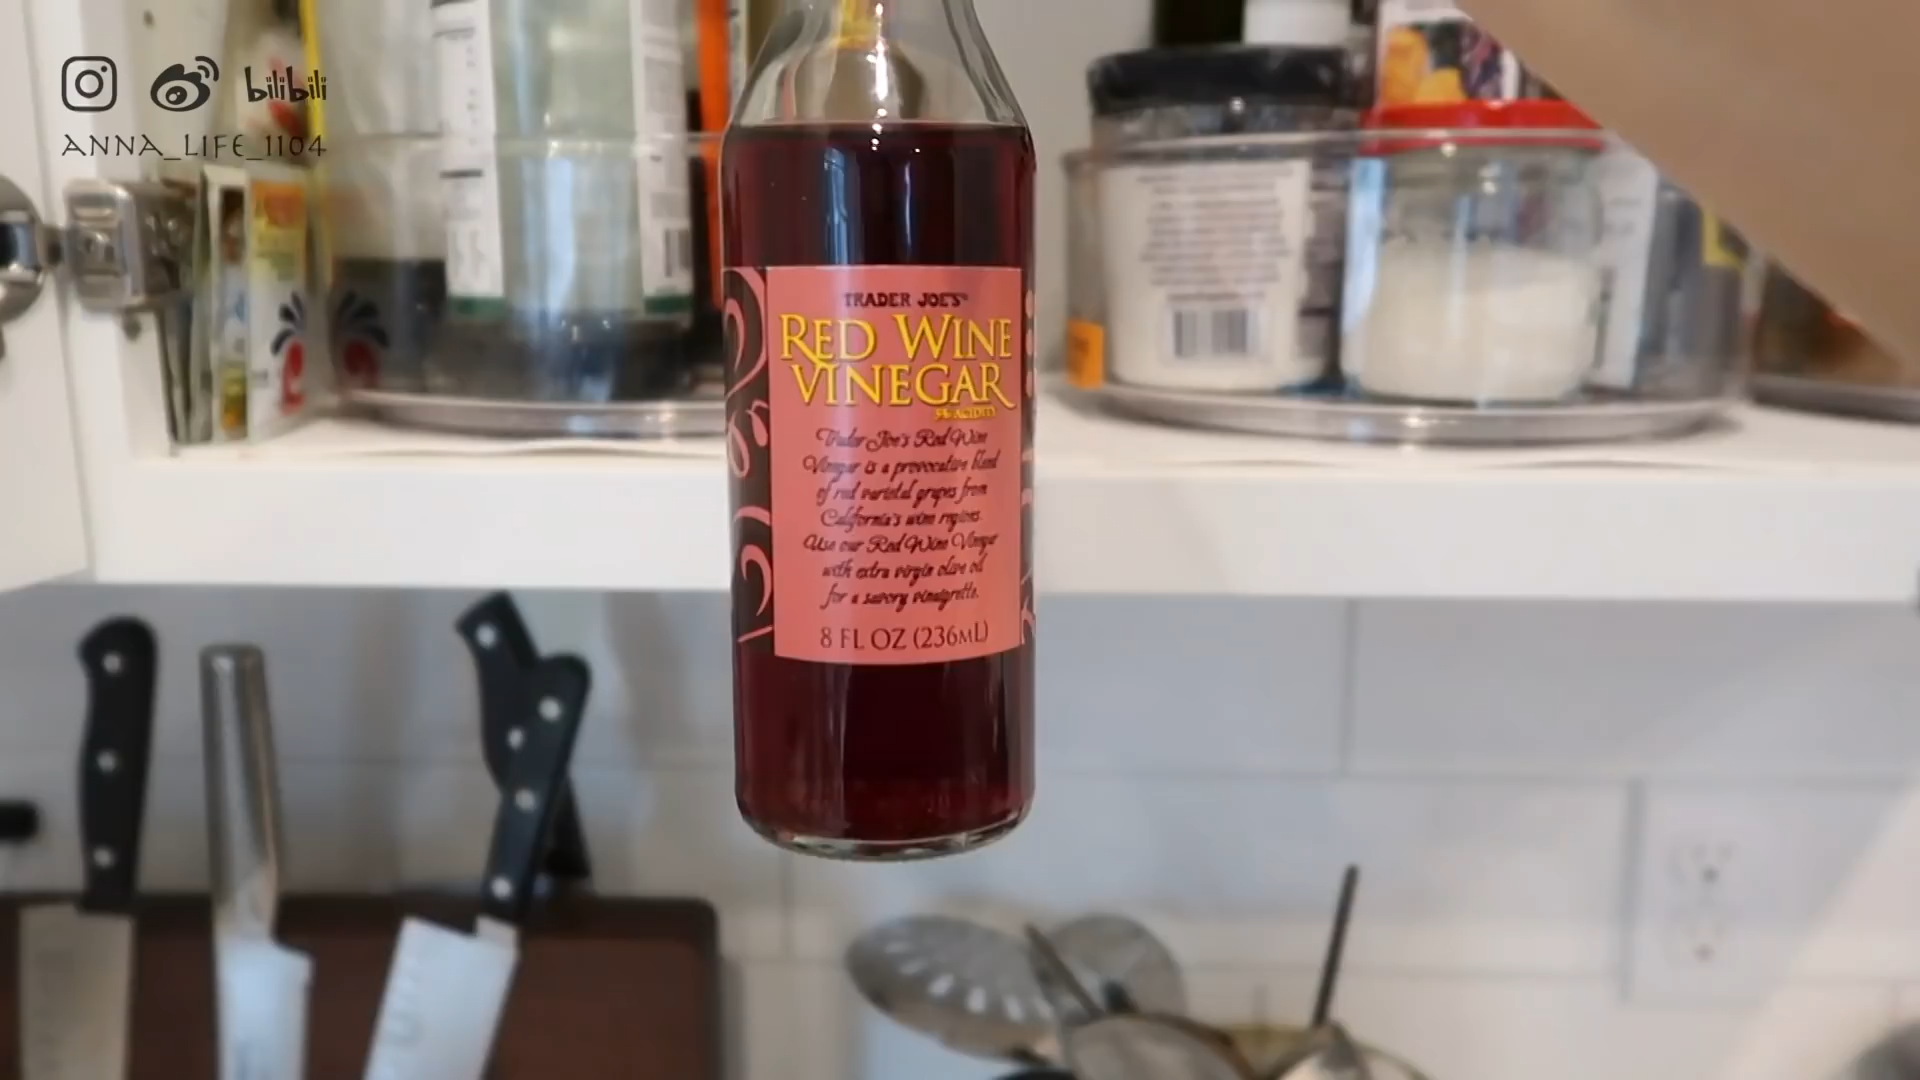 bilibili
ANNA_LIFE_1104
TRADER JOE'S
RED WINE
VINEGAR
5% ACIDITY
Trader Joe's Red Wine
Vinegar is a provocative blend
of red varietal grapes from
California's wine regions.
Use our Red Wine Vinegar
with extra virgin olive oil
for a savory vinaigrette.
8 FL OZ (236mL)